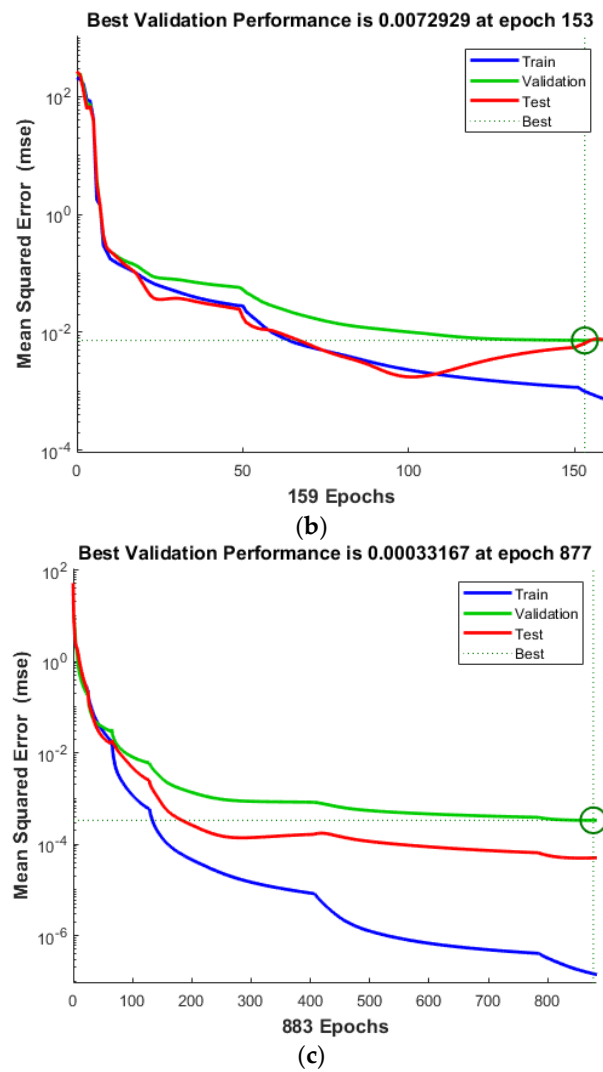 Best Validation Performance is 0.0072929 at epoch 153
Train
Validation
Test
Best
Mean Squared Error (mse)
10^2
10^0
10^-2
10^-4
0 50 100 150
159 Epochs
(b)
Best Validation Performance is 0.00033167 at epoch 877
Train
Validation
Test
Best
Mean Squared Error (mse)
10^2
10^0
10^-2
10^-4
10^-6
0 100 200 300 400 500 600 700 800
883 Epochs
(c)